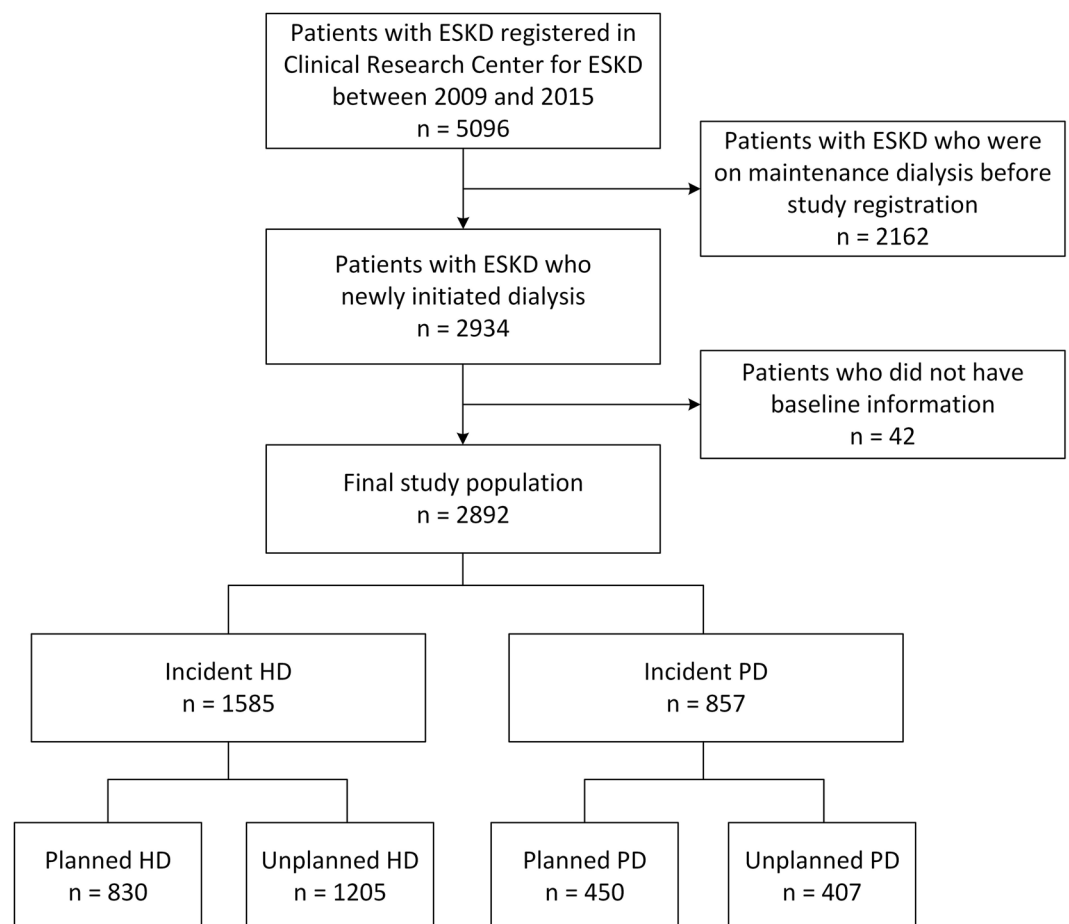 Patients with ESKD registered in
Clinical Research Center for ESKD
between 2009 and 2015
n = 5096
Patients with ESKD who were
on maintenance dialysis before
study registration
n = 2162
Patients with ESKD who
newly initiated dialysis
n = 2934
Patients who did not have
baseline information
n = 42
Final study population
n = 2892
Incident HD
n = 1585
Incident PD
n = 857
Planned HD
n = 830
Unplanned HD
n = 1205
Planned PD
n = 450
Unplanned PD
n = 407